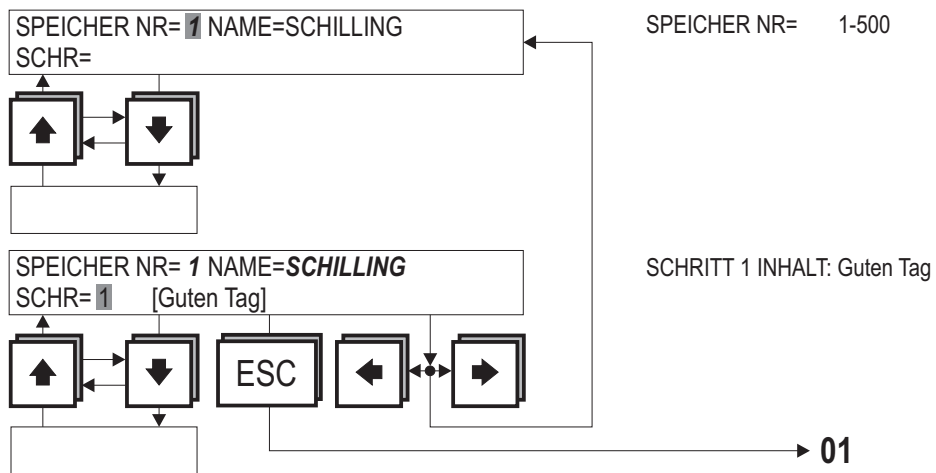 SPEICHER NR= 1 NAME=SCHILLING
SCHR=
SPEICHER NR= 1-500
SPEICHER NR= 1 NAME=SCHILLING
SCHR= 1 [Guten Tag]
SCHRITT 1 INHALT: Guten Tag
ESC
01